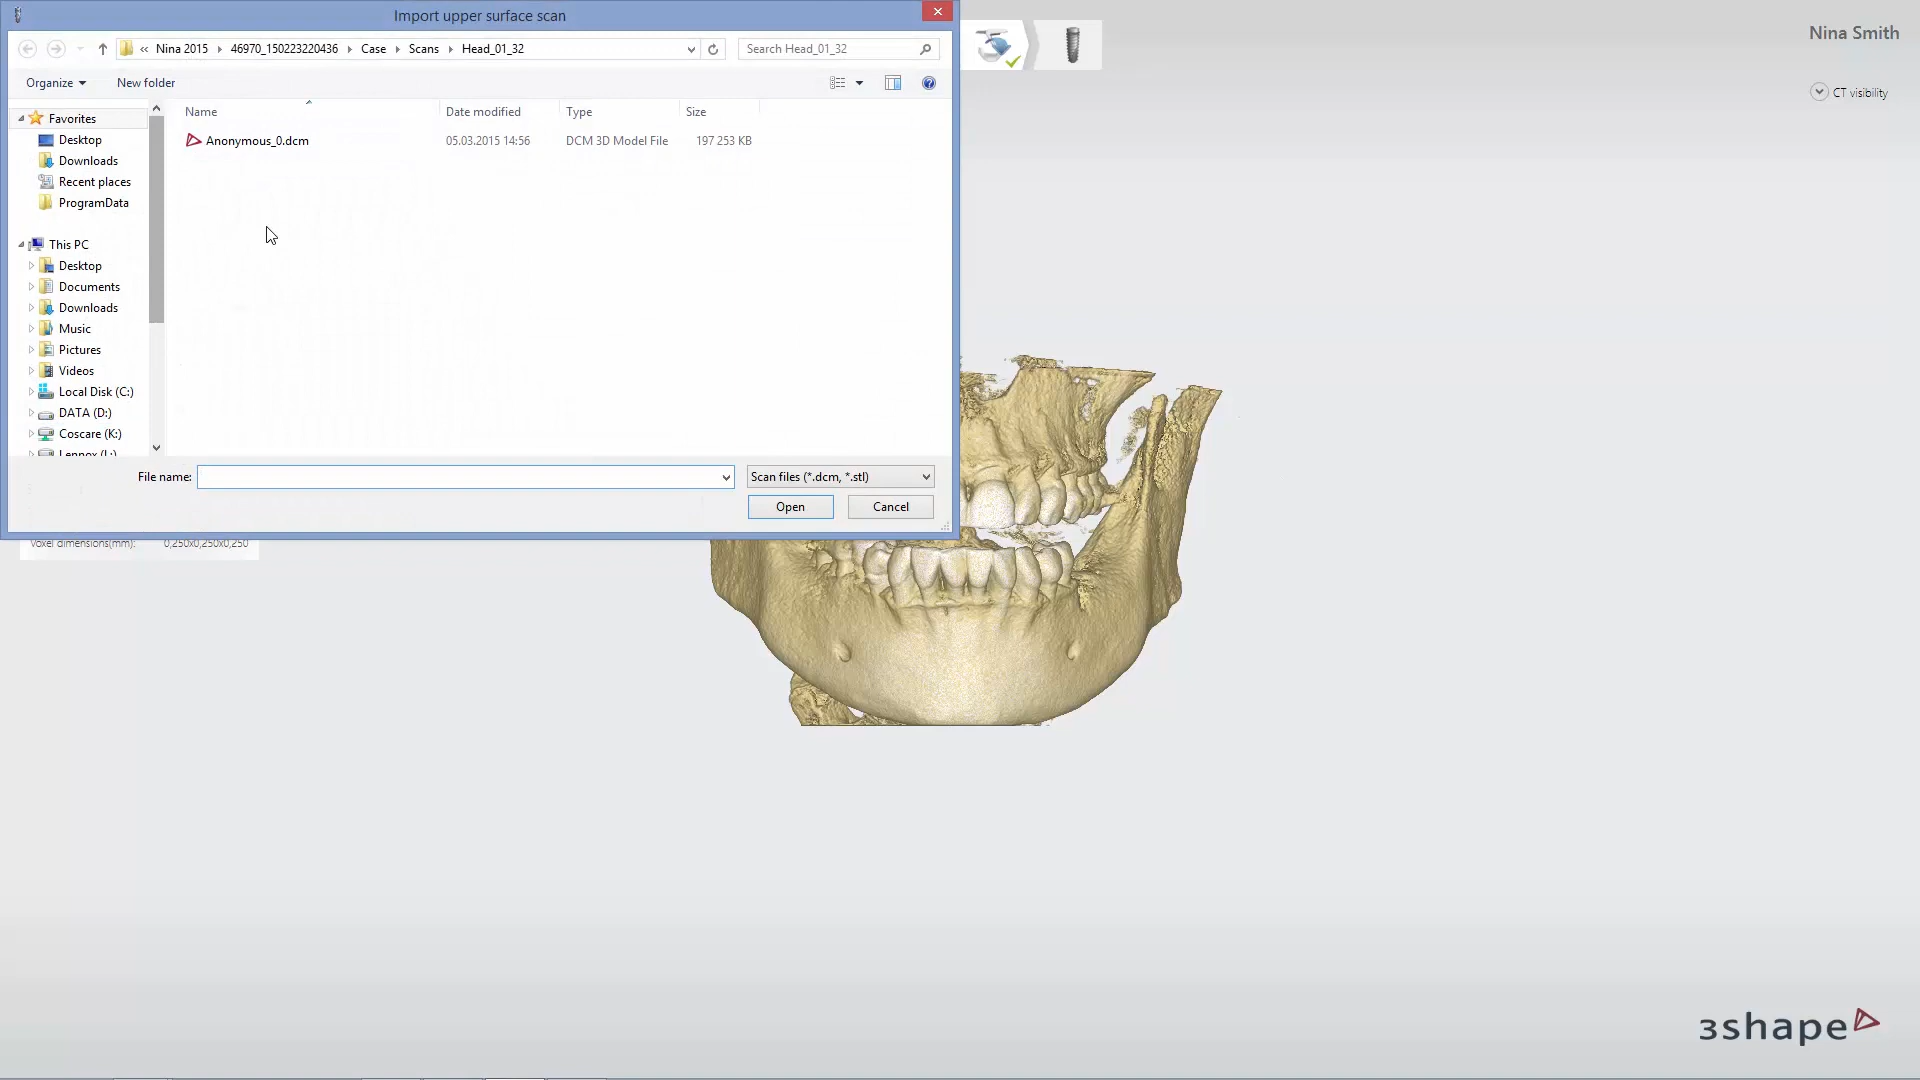 Import upper surface scan
« Nina 2015 46970_150223220436 Case Scans Head_01_32
Search Head_01_32
Nina Smith
Organize New folder
CT visibility
Name Date modified Type Size
Anonymous_0.dcm 05.03.2015 14:56 DCM 3D Model File 197 253 KB
Favorites
Desktop
Downloads
Recent places
ProgramData
This PC
Desktop
Documents
Downloads
Music
Pictures
Videos
Local Disk (C:)
DATA (D:)
Coscare (K:)
Lennox (L:)
File name: Scan files (*.dcm, *.stl)
Open Cancel
Voxel dimensions(mm): 0,250x0,250x0,250
3shape